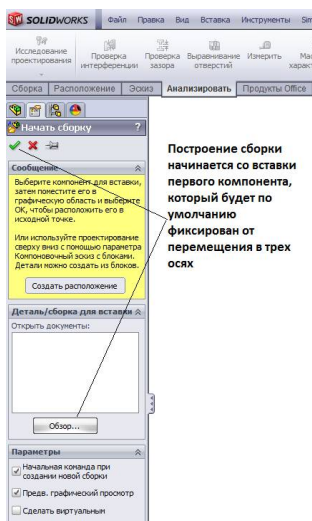 SOLIDWORKS
Файл Правка Вид Вставка Инструменты Sim
Исследование проектирования
Проверка интерференции
Проверка зазора
Выравнивание отверстий
Измерить
Мас
характ
Сборка Расположение Эскиз Анализировать Продукты Office
Начать сборку ?
Сообщение
Выберите компонент для вставки,
затем поместите его в
графическую область и выберите
OK, чтобы расположить его в
исходной точке.
Или используйте проектирование
сверху вниз с помощью параметра
Компоновочный эскиз с блоками.
Детали можно создать из блоков.
Создать расположение
Деталь/сборка для вставки
Открыть документы:
Обзор...
Параметры
Начальная команда при
создании новой сборки
Предв. графический просмотр
Сделать виртуальным
Построение сборки
начинается со вставки
первого компонента,
который будет по
умолчанию
фиксирован от
перемещения в трех
осях